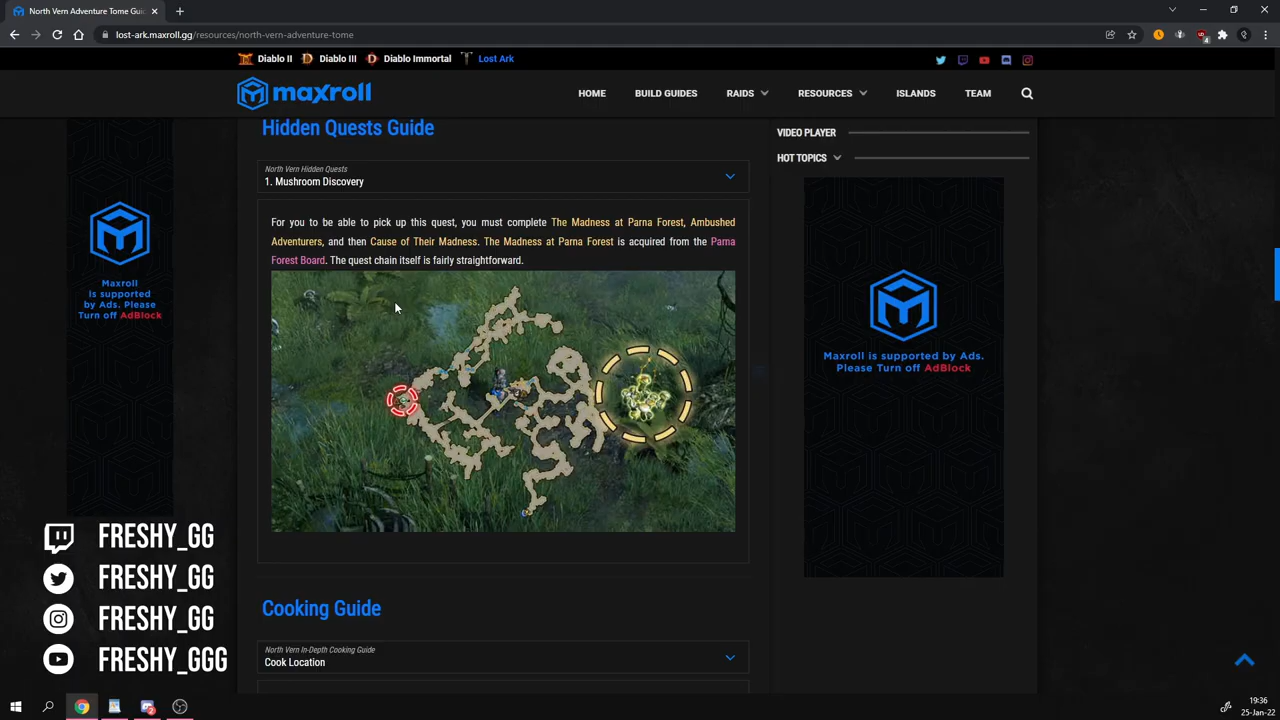 North Vern Adventure Tome Guid
lost-ark.maxroll.gg/resources/north-vern-adventure-tome
Diablo II
Diablo III
Diablo Immortal
Lost Ark
maxroll
HOME
BUILD GUIDES
RAIDS
RESOURCES
ISLANDS
TEAM
Hidden Quests Guide
VIDEO PLAYER
HOT TOPICS
North Vern Hidden Quests
1. Mushroom Discovery
For you to be able to pick up this quest, you must complete The Madness at Parna Forest, Ambushed
Adventurers, and then Cause of Their Madness. The Madness at Parna Forest is acquired from the Parna
Forest Board. The quest chain itself is fairly straightforward.
Maxroll
is supported
by Ads. Please
Turn off AdBlock
Maxroll is supported by Ads.
Please Turn off AdBlock
FRESHY_GG
FRESHY_GG
FRESHY_GG
FRESHY_GGG
Cooking Guide
North Vern In-Depth Cooking Guide
Cook Location
19:36
25-Jan-22